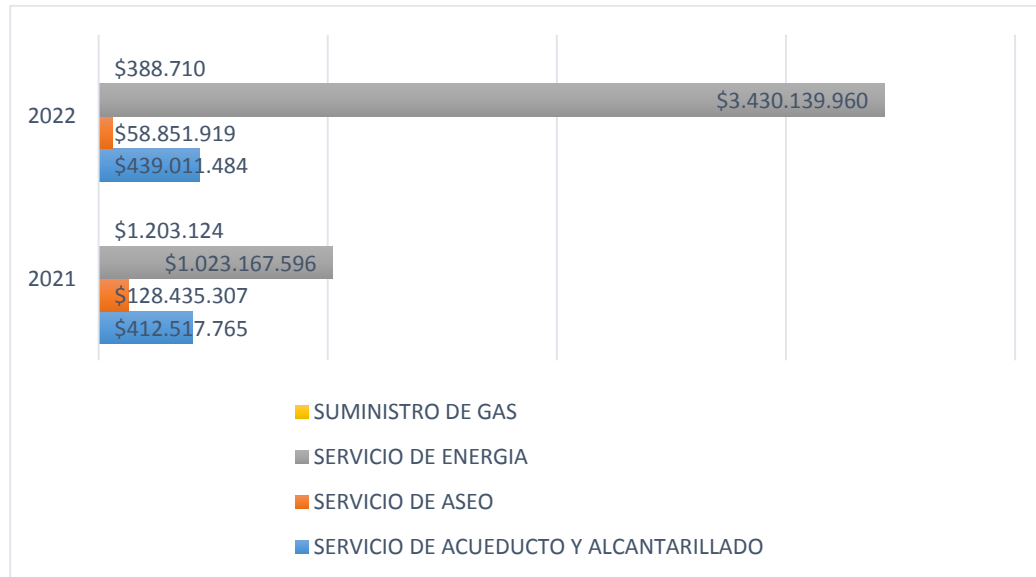 $388.710
$3.430.139.960
2022
$58.851.919
$439.011.484
$1.203.124
$1.023.167.596
2021
$128.435.307
$412.517.765
SUMINISTRO DE GAS
SERVICIO DE ENERGIA
SERVICIO DE ASEO
SERVICIO DE ACUEDUCTO Y ALCANTARILLADO